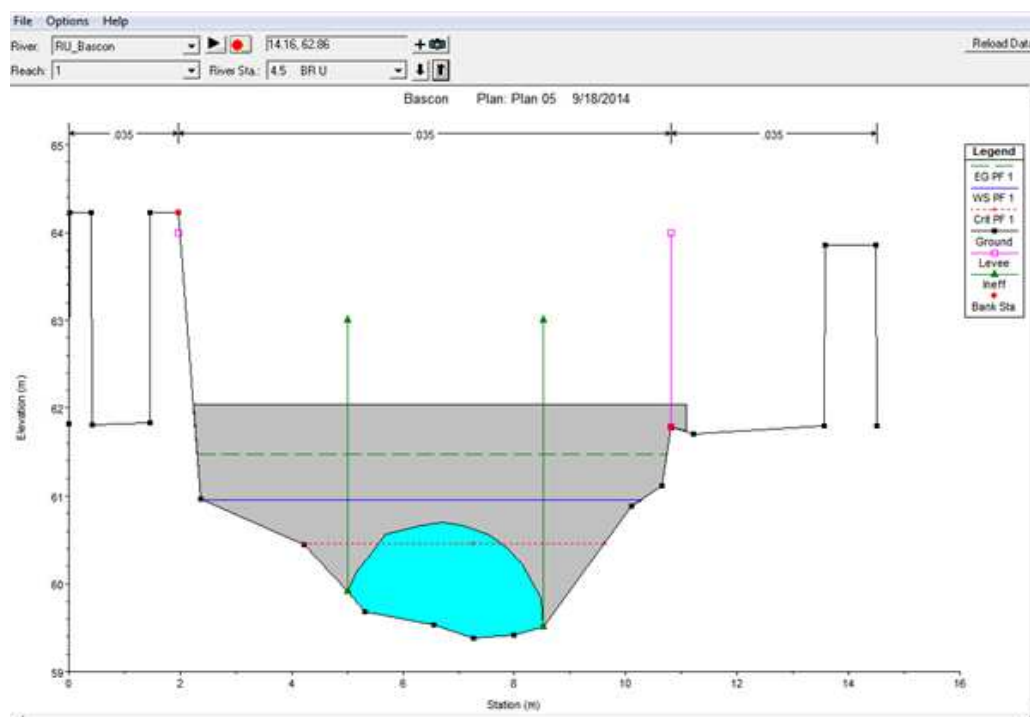 File Options Help
River: RU_Bascon 14.16, 62.86 Reload Data
Reach: 1 River Sta.: 4.5 BR U
Bascon Plan: Plan 05 9/18/2014
.035 .035 .035
65
64
63
62
61
60
59
Elevation (m)
0 2 4 6 8 10 12 14 16
Station (m)
Legend
EG PF 1
WS PF 1
Crit PF 1
Ground
Levee
Ineff
Bank Sta